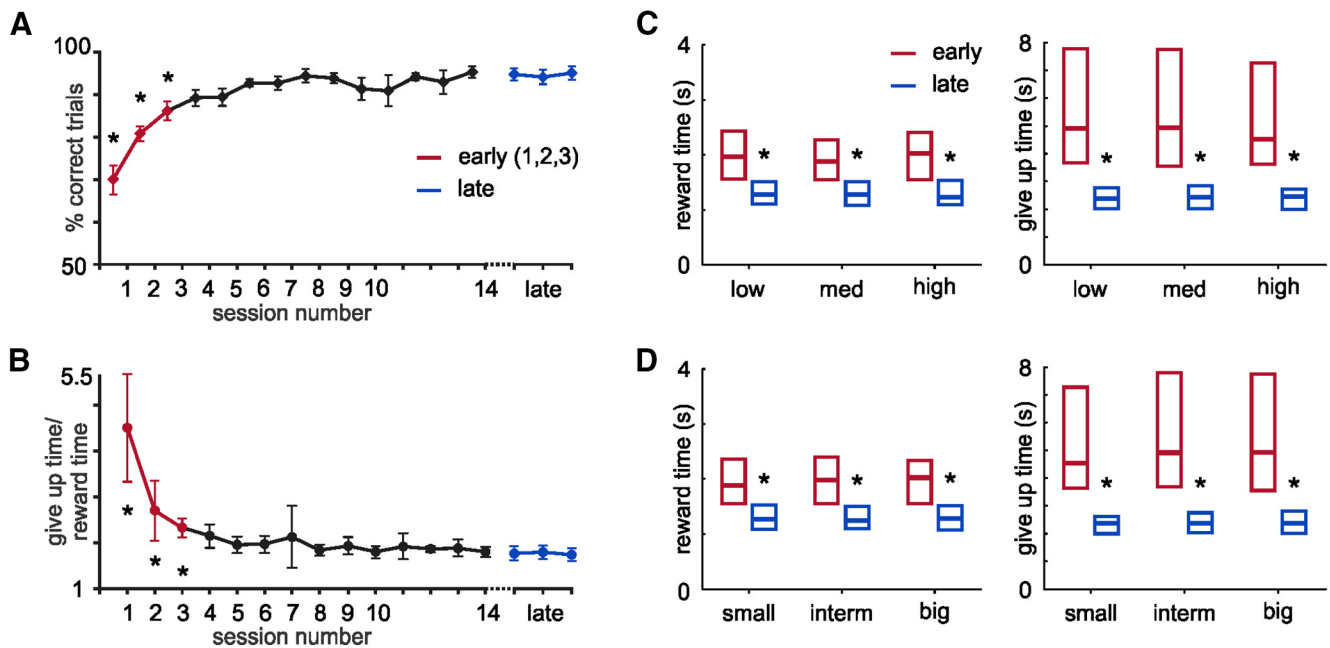 A
100
% correct trials
50
* * *
early (1,2,3)
late
1 2 3 4 5 6 7 8 9 10 14 late
session number
B
5.5
give up time/
reward time
1
* * *
1 2 3 4 5 6 7 8 9 10 14 late
session number
C
4
reward time (s)
0
early
late
* * *
low med high
8
give up time (s)
0
* * *
low med high
D
4
reward time (s)
0
* * *
small interm big
8
give up time (s)
0
* * *
small interm big